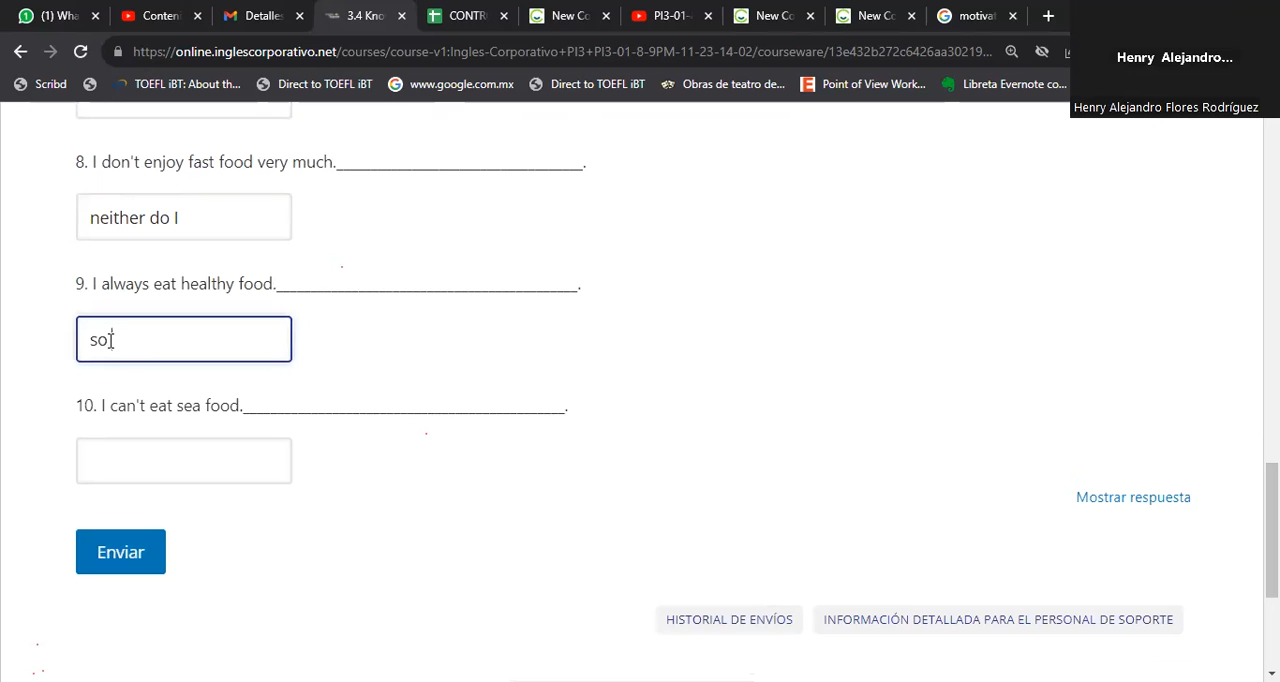 (1) Wha
Conten
Detalles
3.4 Kno
CONTR
New Co
PI3-01-
New Co
New Co
motivat
https://online.inglescorporativo.net/courses/course-v1:Ingles-Corporativo+PI3+PI3-01-8-9PM-11-23-14-02/courseware/13e432b272c6426aa30219...
Scribd
TOEFL iBT: About th...
Direct to TOEFL iBT
www.google.com.mx
Direct to TOEFL iBT
Obras de teatro de...
Point of View Work...
Libreta Evernote co...
Henry Alejandro...
Henry Alejandro Flores Rodríguez
8. I don't enjoy fast food very much.____________________________.
neither do I
9. I always eat healthy food.___________________________________.
so
10. I can't eat sea food.______________________________________.
Mostrar respuesta
Enviar
HISTORIAL DE ENVÍOS
INFORMACIÓN DETALLADA PARA EL PERSONAL DE SOPORTE